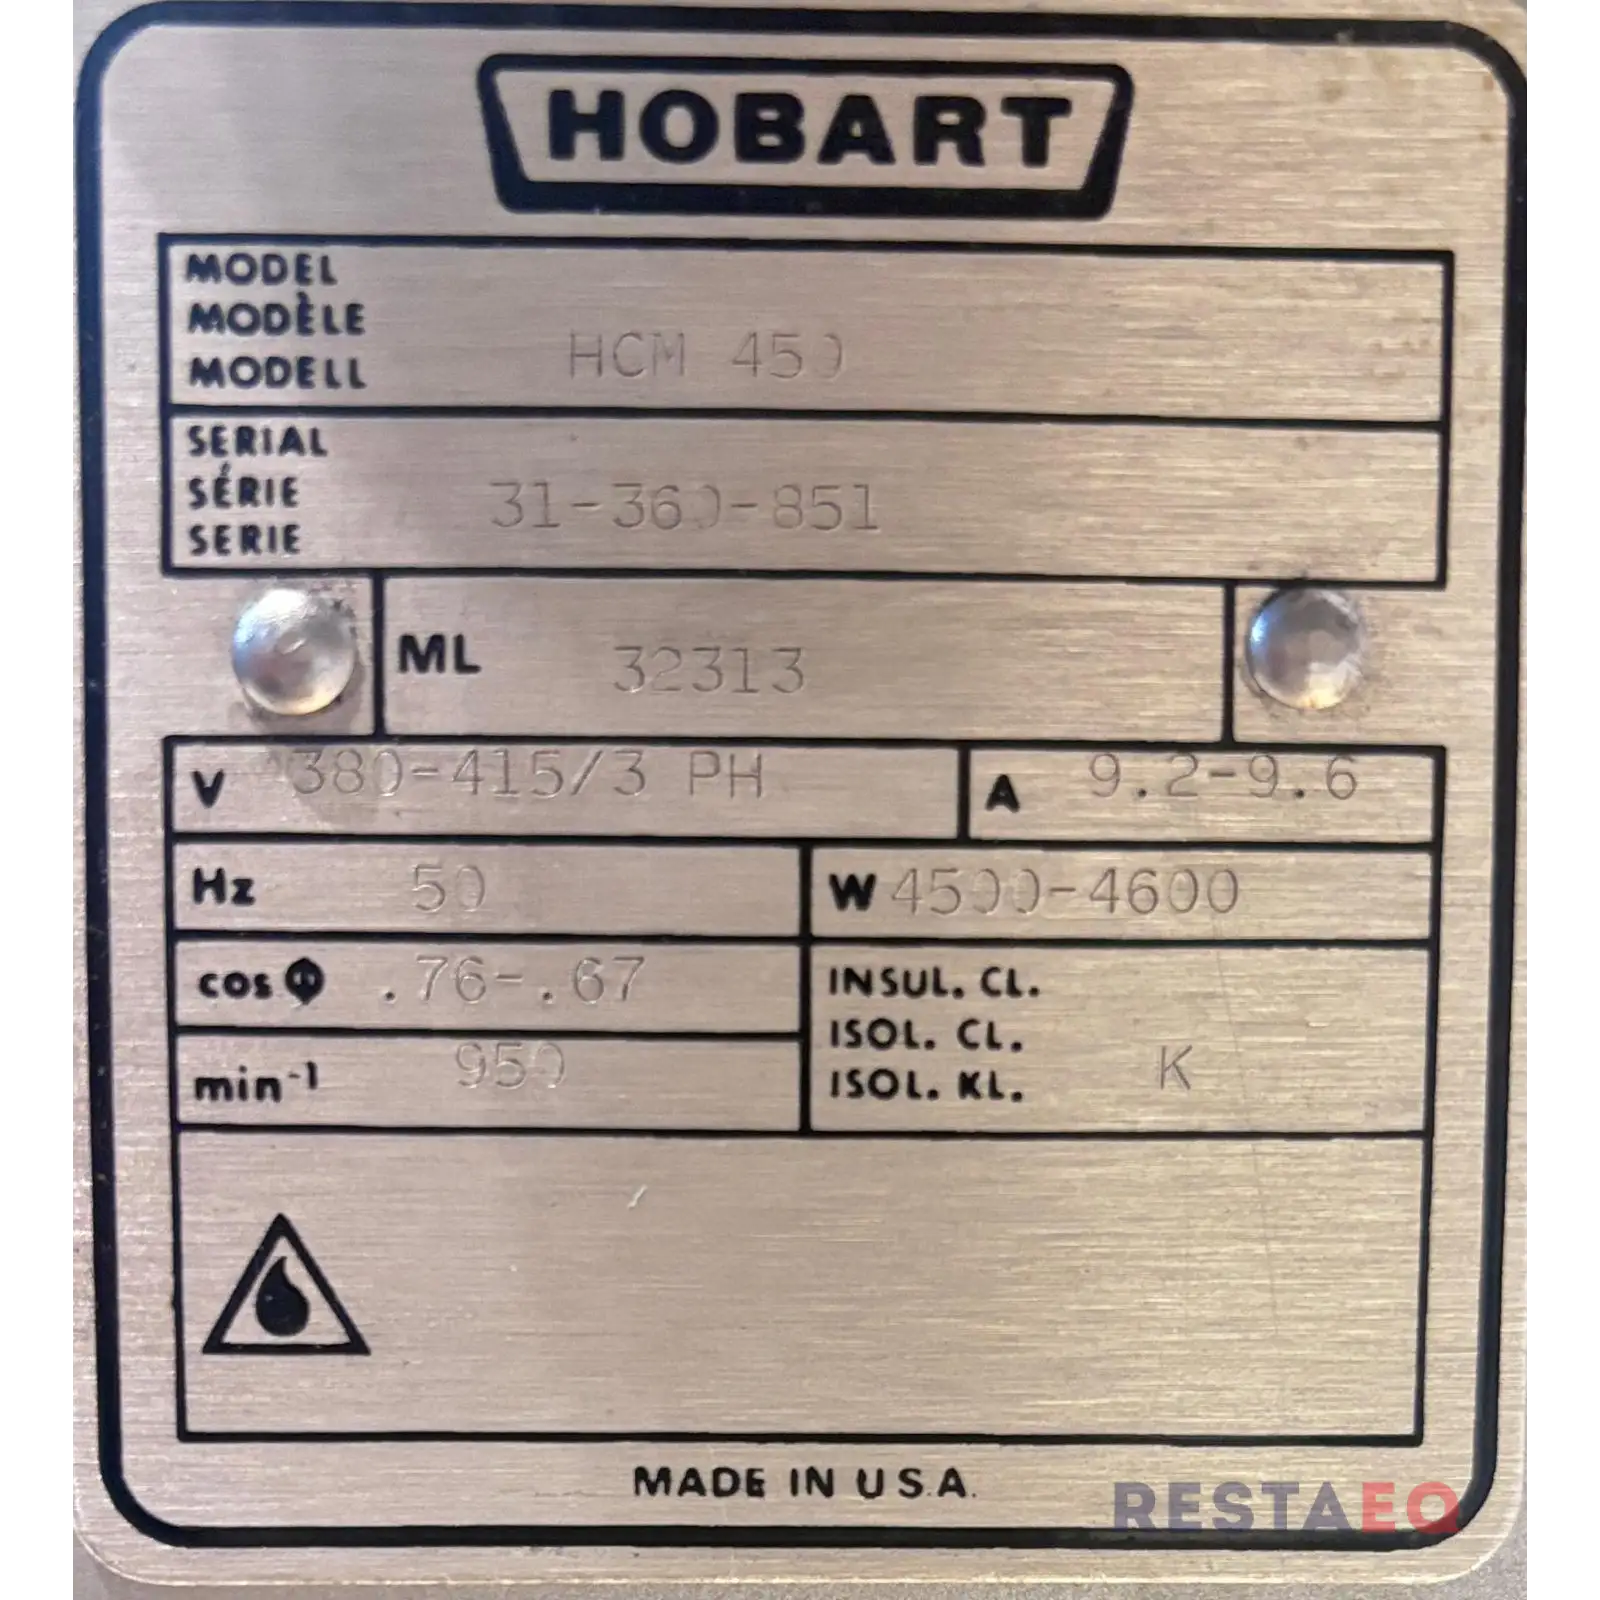 HOBART
MODEL
MODÈLE
MODELL
HCM 450
SERIAL
SÉRIE
SERIE
31-360-851
ML 32313
V 380-415/3 PH
A 9.2-9.6
Hz 50
W 4500-4600
cos Φ .76-.67
min⁻¹ 950
INSUL. CL.
ISOL. CL.
ISOL. KL.
K
MADE IN U.S.A.
RESTAEQ